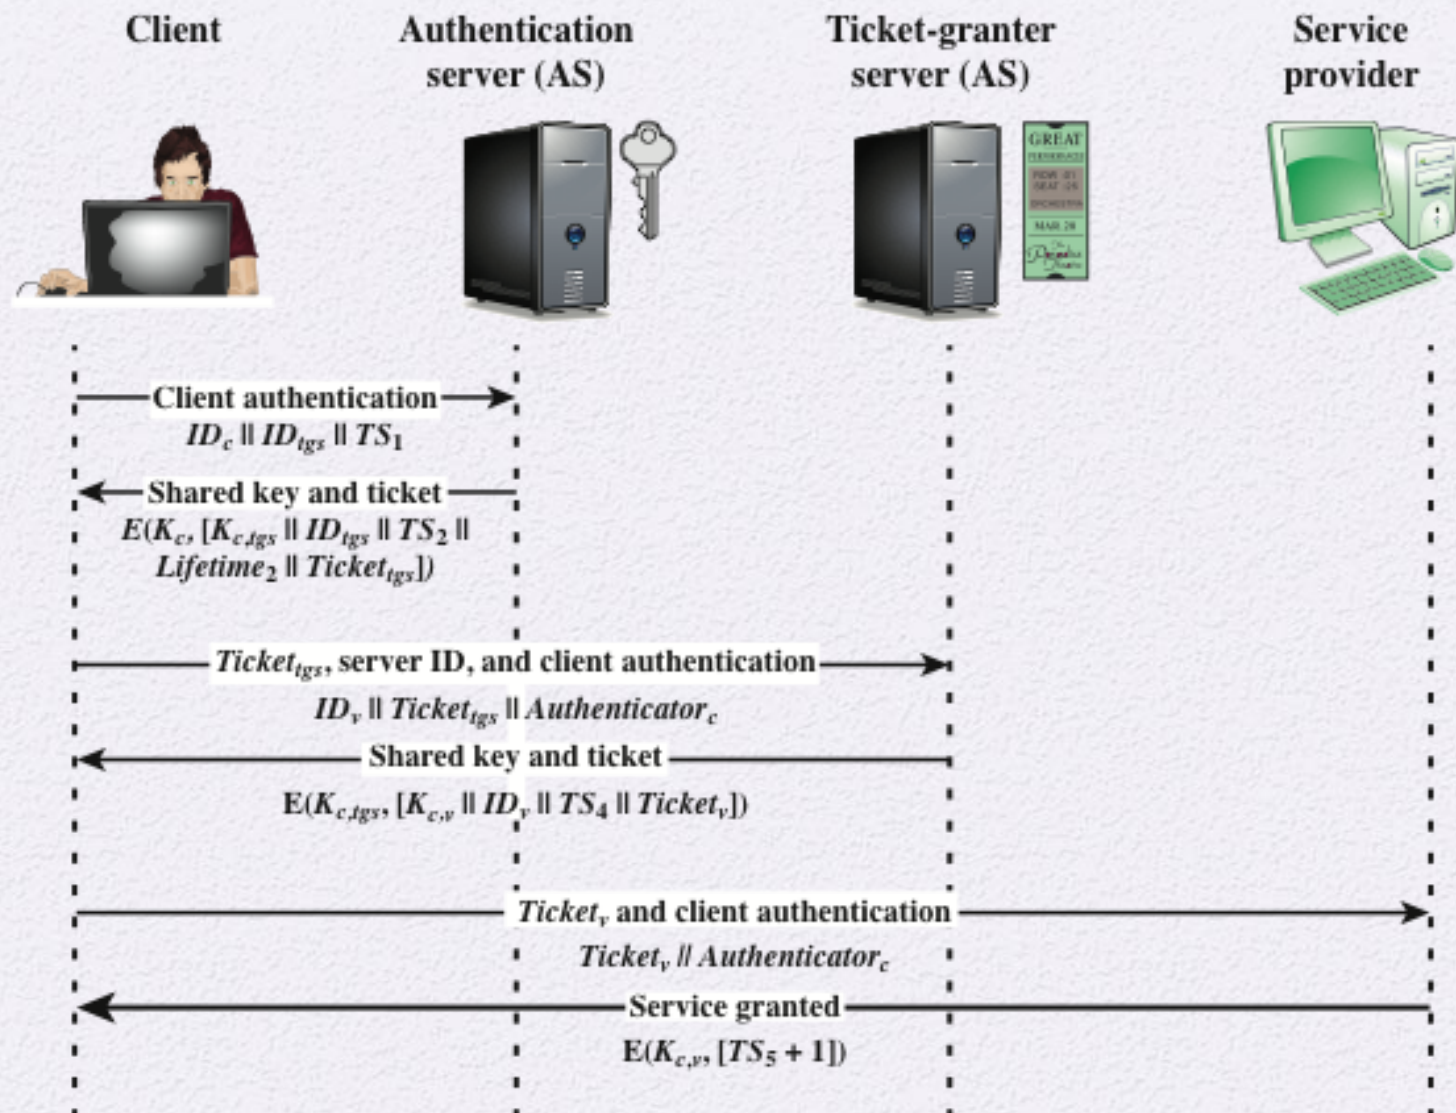 Client
Authentication
server (AS)
Ticket-granter
server (AS)
Service
provider
GREAT
MAR.20
Client authentication
ID_c || ID_tgs || TS_1
Shared key and ticket
E(K_c, [K_c,tgs || ID_tgs || TS_2 ||
Lifetime_2 || Ticket_tgs])
Ticket_tgs, server ID, and client authentication
ID_v || Ticket_tgs || Authenticator_c
Shared key and ticket
E(K_c,tgs, [K_c,v || ID_v || TS_4 || Ticket_v])
Ticket_v and client authentication
Ticket_v // Authenticator_c
Service granted
E(K_c,v, [TS_5 + 1])